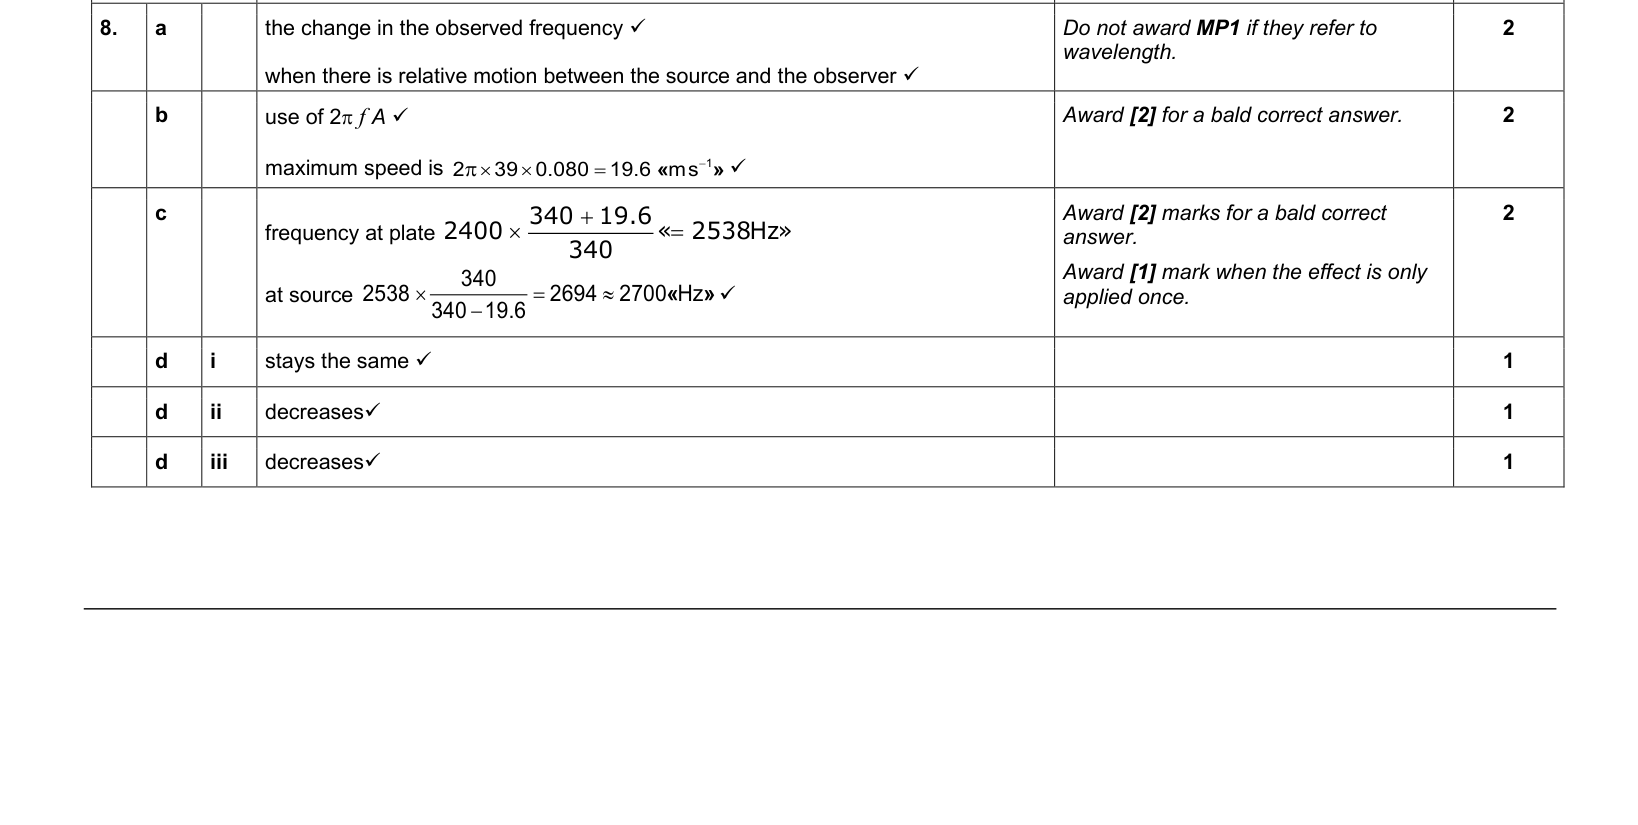 8. a the change in the observed frequency ✓ Do not award MP1 if they refer to 2
wavelength.
when there is relative motion between the source and the observer ✓
b use of 2π f A ✓ Award [2] for a bald correct answer. 2
maximum speed is 2π × 39 × 0.080 = 19.6 «ms⁻¹» ✓
c frequency at plate 2400 × (340 + 19.6)/340 «= 2538Hz» Award [2] marks for a bald correct 2
answer.
Award [1] mark when the effect is only
at source 2538 × 340/(340 – 19.6) = 2694 ≈ 2700«Hz» ✓ applied once.
d i stays the same ✓ 1
d ii decreases✓ 1
d iii decreases✓ 1